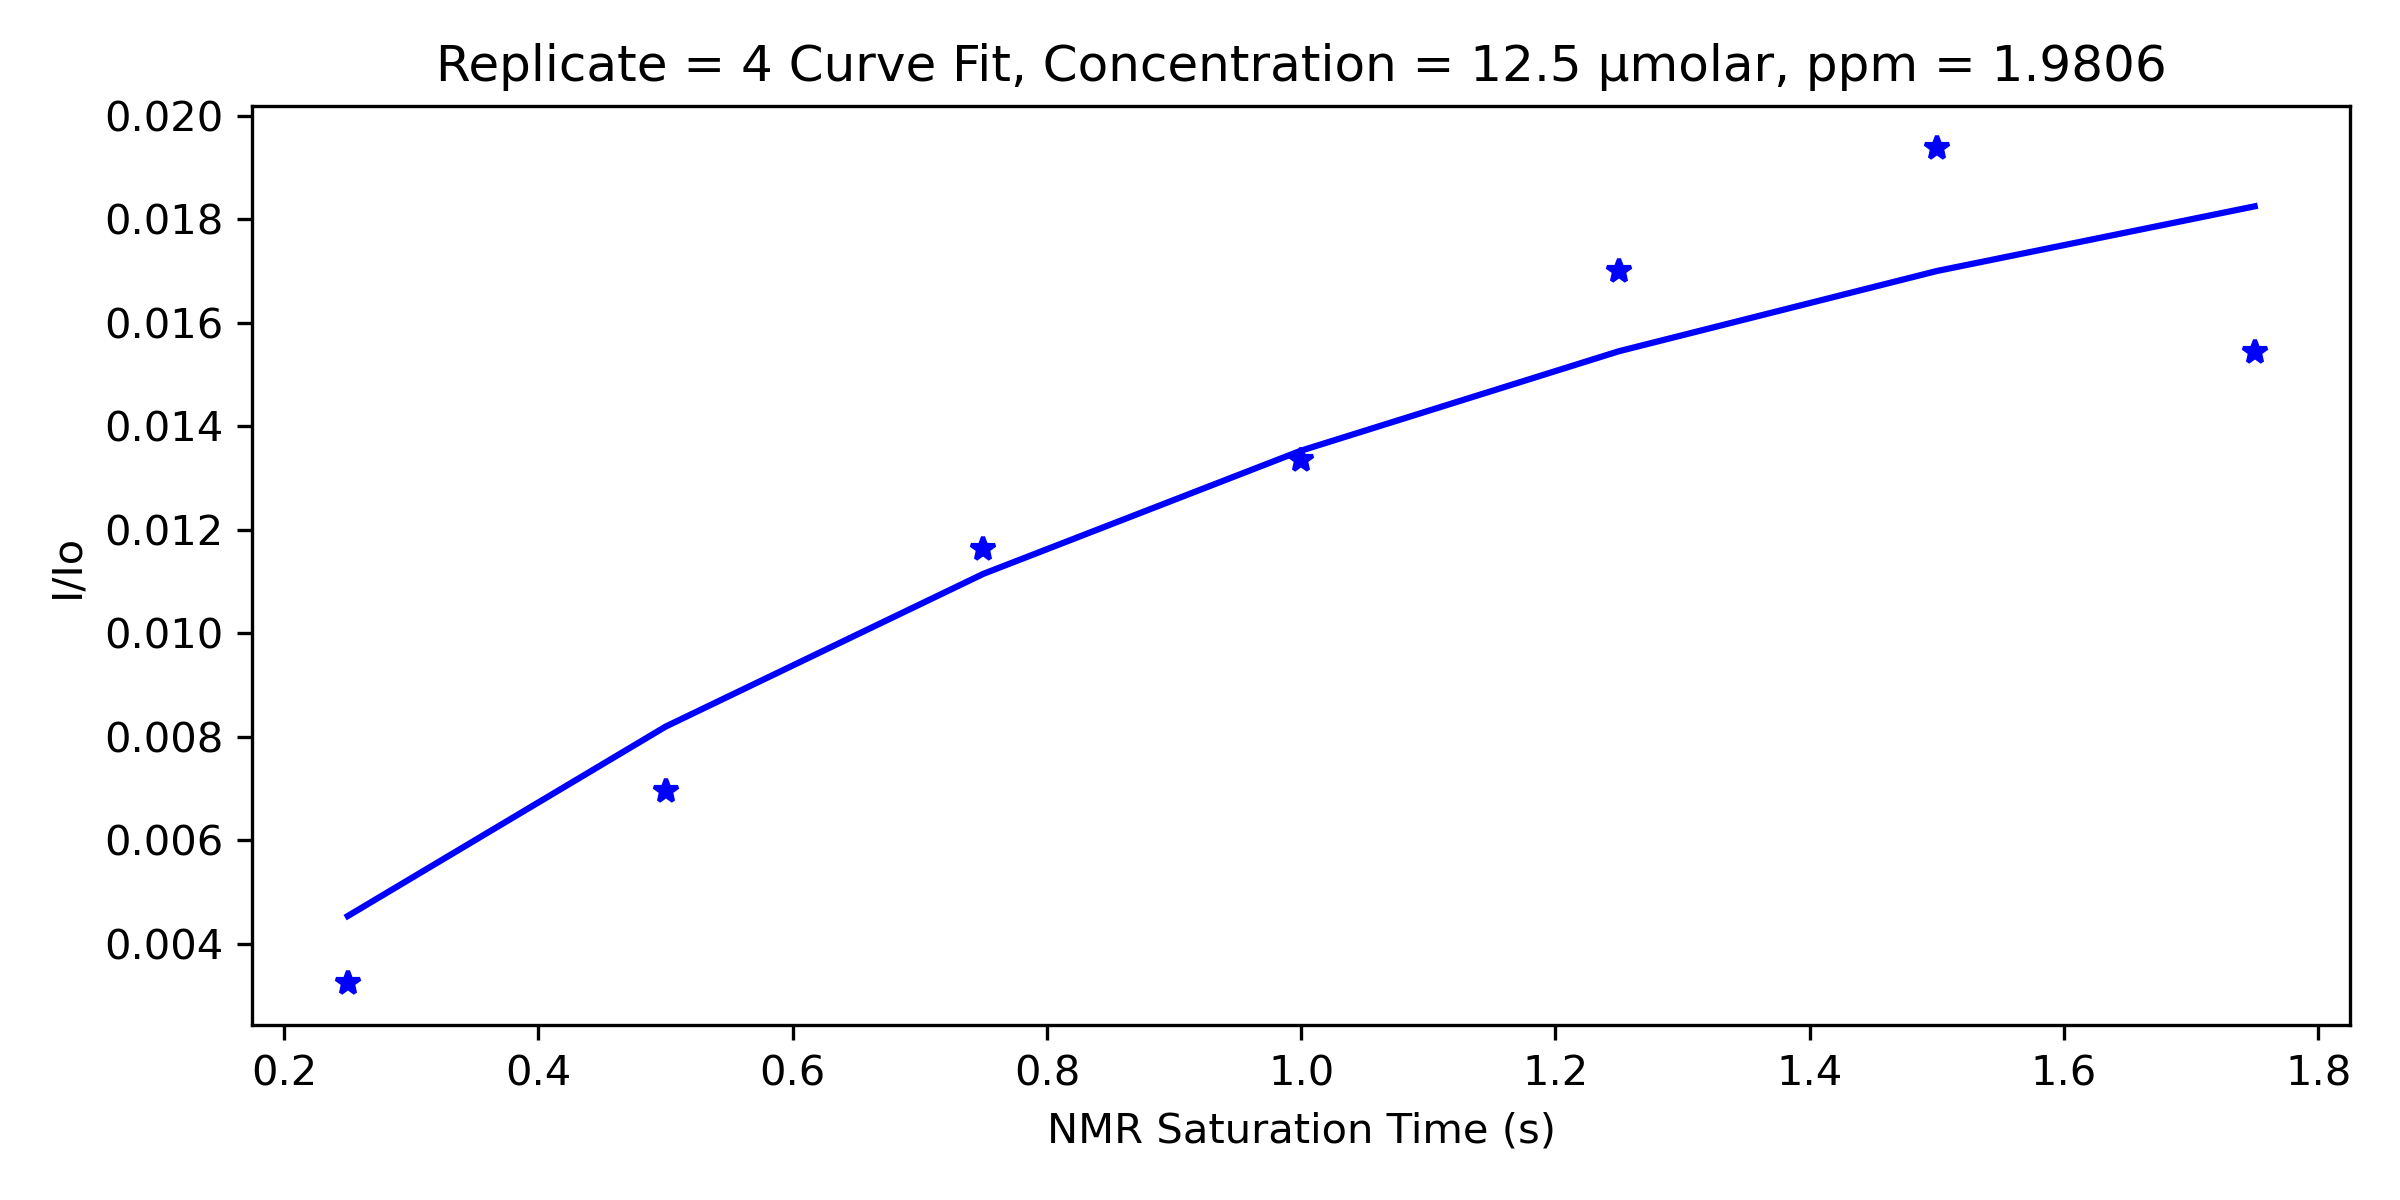 Replicate = 4 Curve Fit, Concentration = 12.5 µmolar, ppm = 1.9806
0.020
0.018
0.016
0.014
0.012
0.010
0.008
0.006
0.004
I/Io
0.2 0.4 0.6 0.8 1.0 1.2 1.4 1.6 1.8
NMR Saturation Time (s)